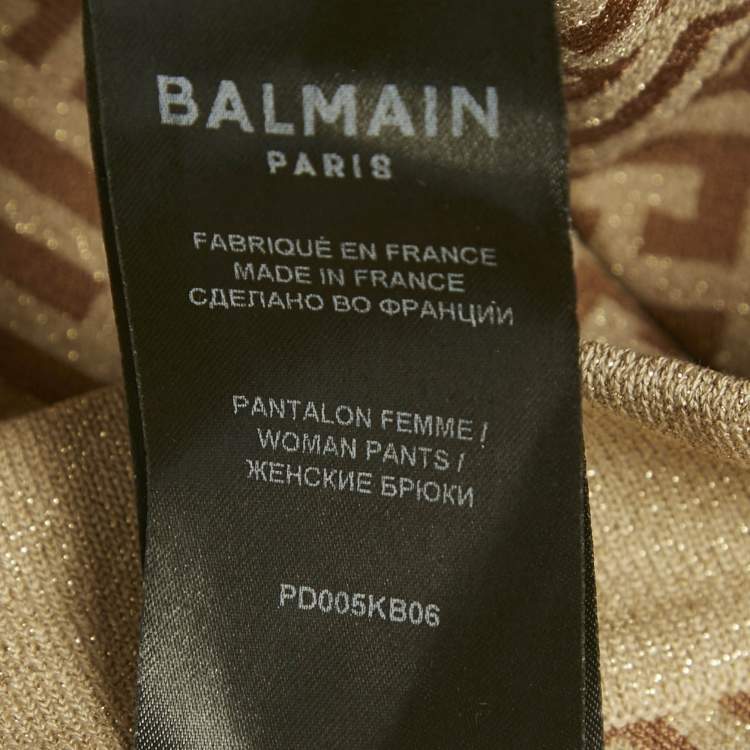 BALMAIN
PARIS
FABRIQUÉ EN FRANCE
MADE IN FRANCE
СДЕЛАНО ВО ФРАНЦИИ
PANTALON FEMME /
WOMAN PANTS /
ЖЕНСКИЕ БРЮКИ
PD005KB06